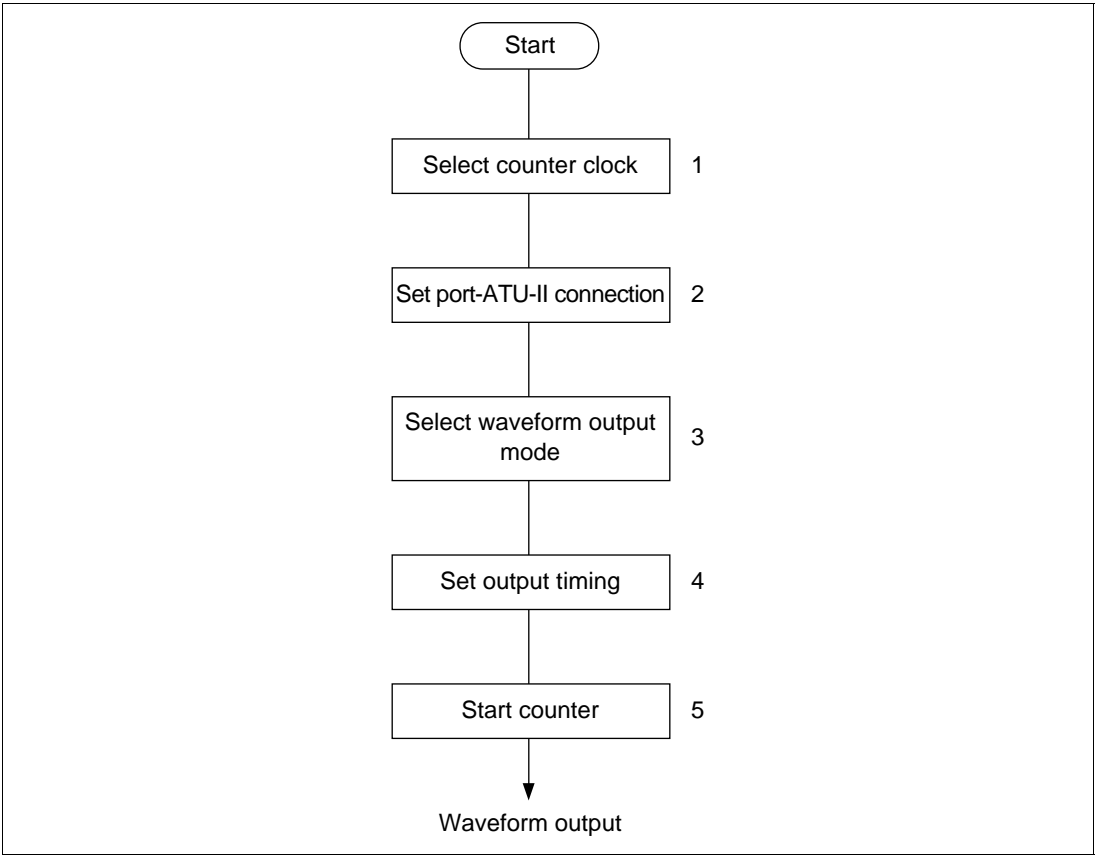 Start
Select counter clock 1
Set port-ATU-II connection 2
Select waveform output
mode
3
Set output timing 4
Start counter 5
Waveform output